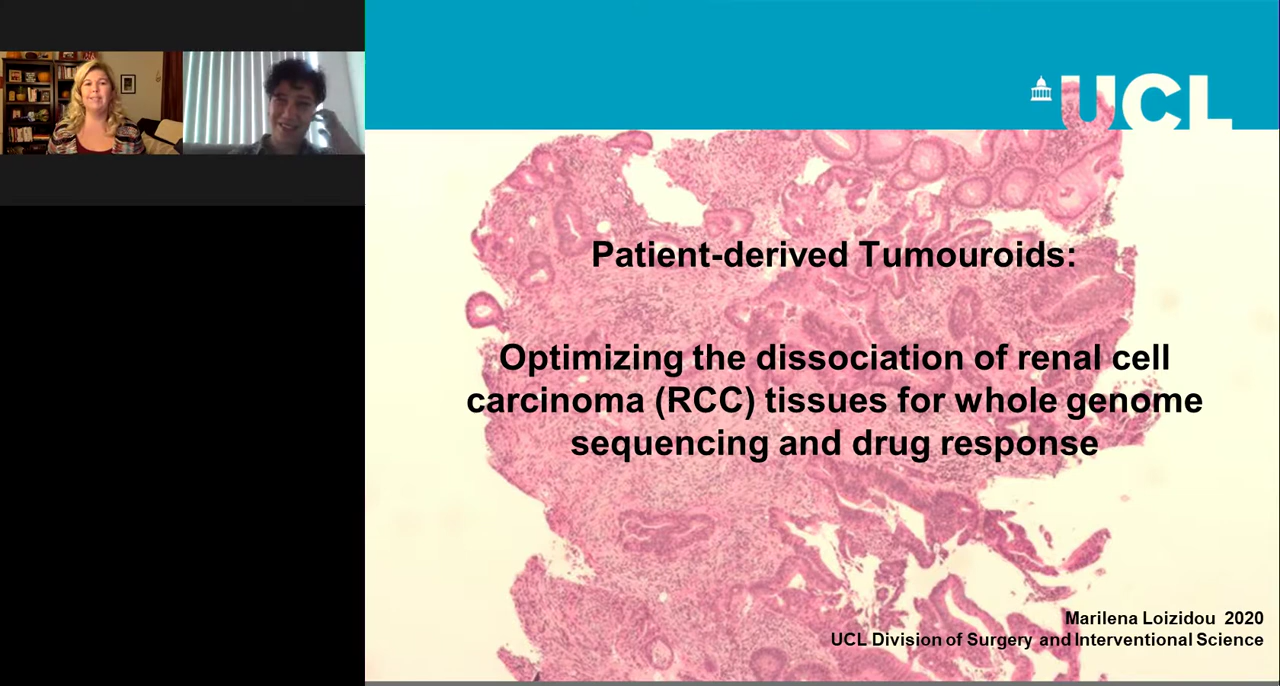 UCL
Patient-derived Tumouroids:
Optimizing the dissociation of renal cell
carcinoma (RCC) tissues for whole genome
sequencing and drug response
Marilena Loizidou 2020
UCL Division of Surgery and Interventional Science